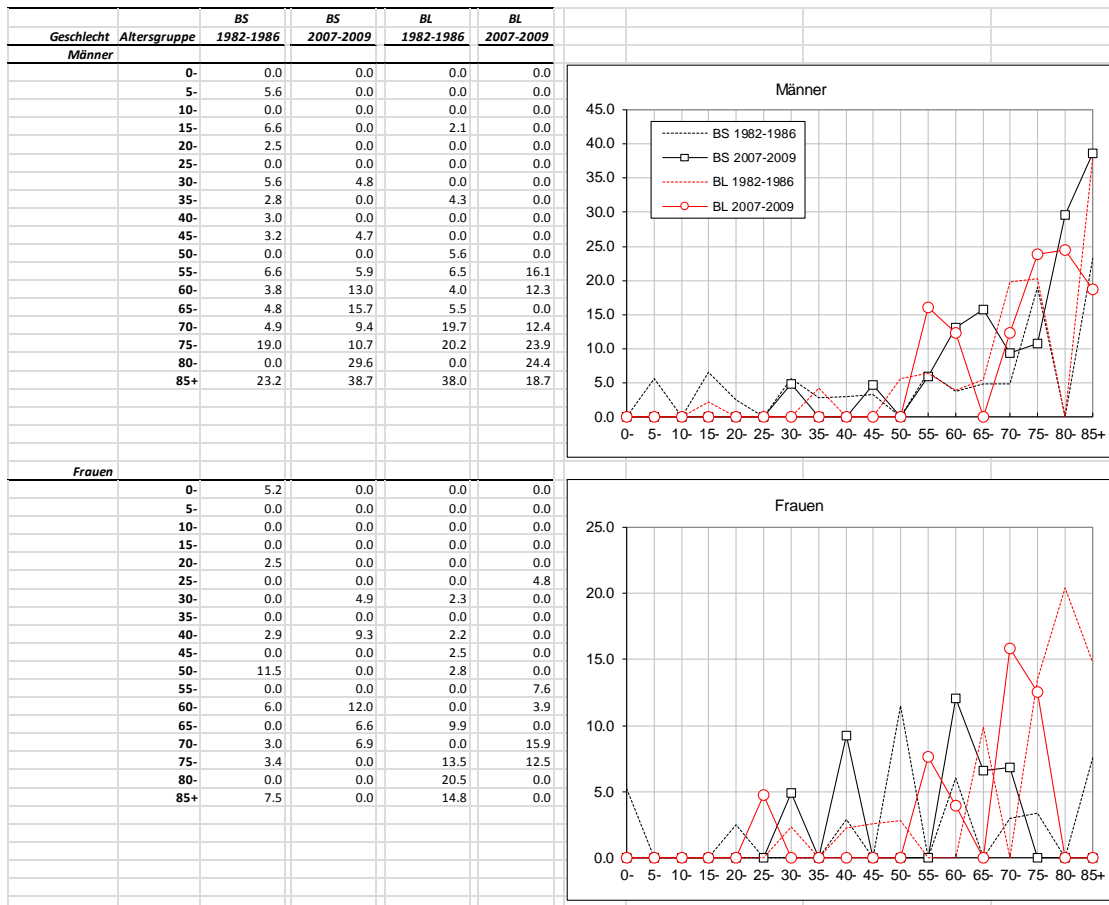 BS BS BL BL
Geschlecht Altersgruppe 1982-1986 2007-2009 1982-1986 2007-2009
Männer
0- 0.0 0.0 0.0 0.0
5- 5.6 0.0 0.0 0.0
10- 0.0 0.0 0.0 0.0
15- 6.6 0.0 2.1 0.0
20- 2.5 0.0 0.0 0.0
25- 0.0 0.0 0.0 0.0
30- 5.6 4.8 0.0 0.0
35- 2.8 0.0 4.3 0.0
40- 3.0 0.0 0.0 0.0
45- 3.2 4.7 0.0 0.0
50- 0.0 0.0 5.6 0.0
55- 6.6 5.9 6.5 16.1
60- 3.8 13.0 4.0 12.3
65- 4.8 15.7 5.5 0.0
70- 4.9 9.4 19.7 12.4
75- 19.0 10.7 20.2 23.9
80- 0.0 29.6 0.0 24.4
85+ 23.2 38.7 38.0 18.7
Männer
45.0
40.0
35.0
30.0
25.0
20.0
15.0
10.0
5.0
0.0
BS 1982-1986
BS 2007-2009
BL 1982-1986
BL 2007-2009
0- 5- 10- 15- 20- 25- 30- 35- 40- 45- 50- 55- 60- 65- 70- 75- 80- 85+
Frauen
0- 5.2 0.0 0.0 0.0
5- 0.0 0.0 0.0 0.0
10- 0.0 0.0 0.0 0.0
15- 0.0 0.0 0.0 0.0
20- 2.5 0.0 0.0 0.0
25- 0.0 0.0 0.0 4.8
30- 0.0 4.9 2.3 0.0
35- 0.0 0.0 0.0 0.0
40- 2.9 9.3 2.2 0.0
45- 0.0 0.0 2.5 0.0
50- 11.5 0.0 2.8 0.0
55- 0.0 0.0 0.0 7.6
60- 6.0 12.0 0.0 3.9
65- 0.0 6.6 9.9 0.0
70- 3.0 6.9 0.0 15.9
75- 3.4 0.0 13.5 12.5
80- 0.0 0.0 20.5 0.0
85+ 7.5 0.0 14.8 0.0
Frauen
25.0
20.0
15.0
10.0
5.0
0.0
0- 5- 10- 15- 20- 25- 30- 35- 40- 45- 50- 55- 60- 65- 70- 75- 80- 85+